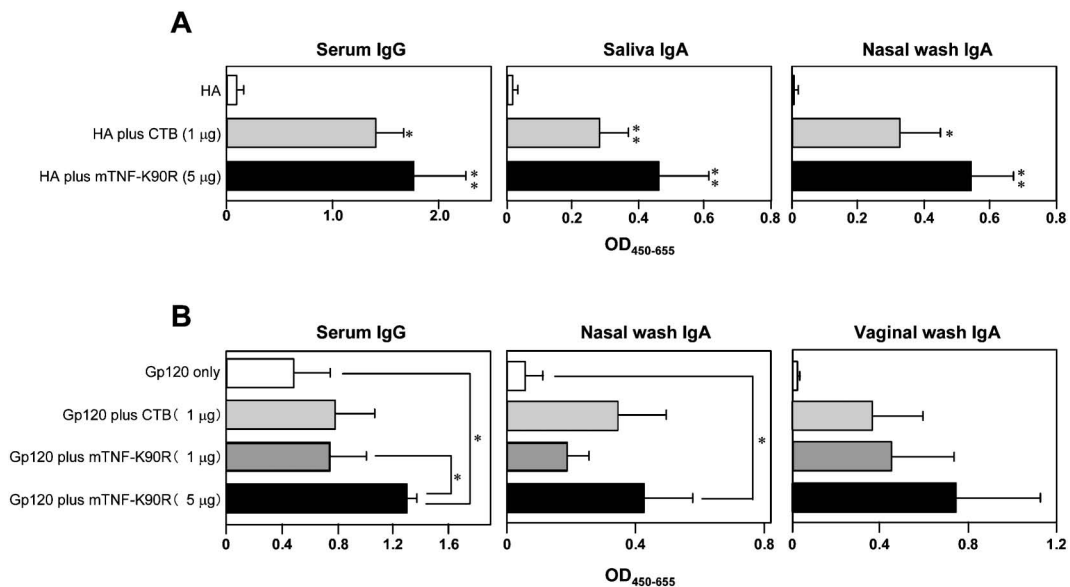 A
Serum IgG
Saliva IgA
Nasal wash IgA
HA
HA plus CTB (1 μg)
*
**
*
HA plus mTNF-K90R (5 μg)
**
**
**
0 1.0 2.0
0 0.2 0.4 0.6 0.8
0 0.2 0.4 0.6 0.8
OD450-655
B
Serum IgG
Nasal wash IgA
Vaginal wash IgA
Gp120 only
Gp120 plus CTB( 1 μg)
*
*
Gp120 plus mTNF-K90R( 1 μg)
*
Gp120 plus mTNF-K90R( 5 μg)
0 0.4 0.8 1.2 1.6
0 0.4 0.8
0 0.4 0.8 1.2
OD450-655